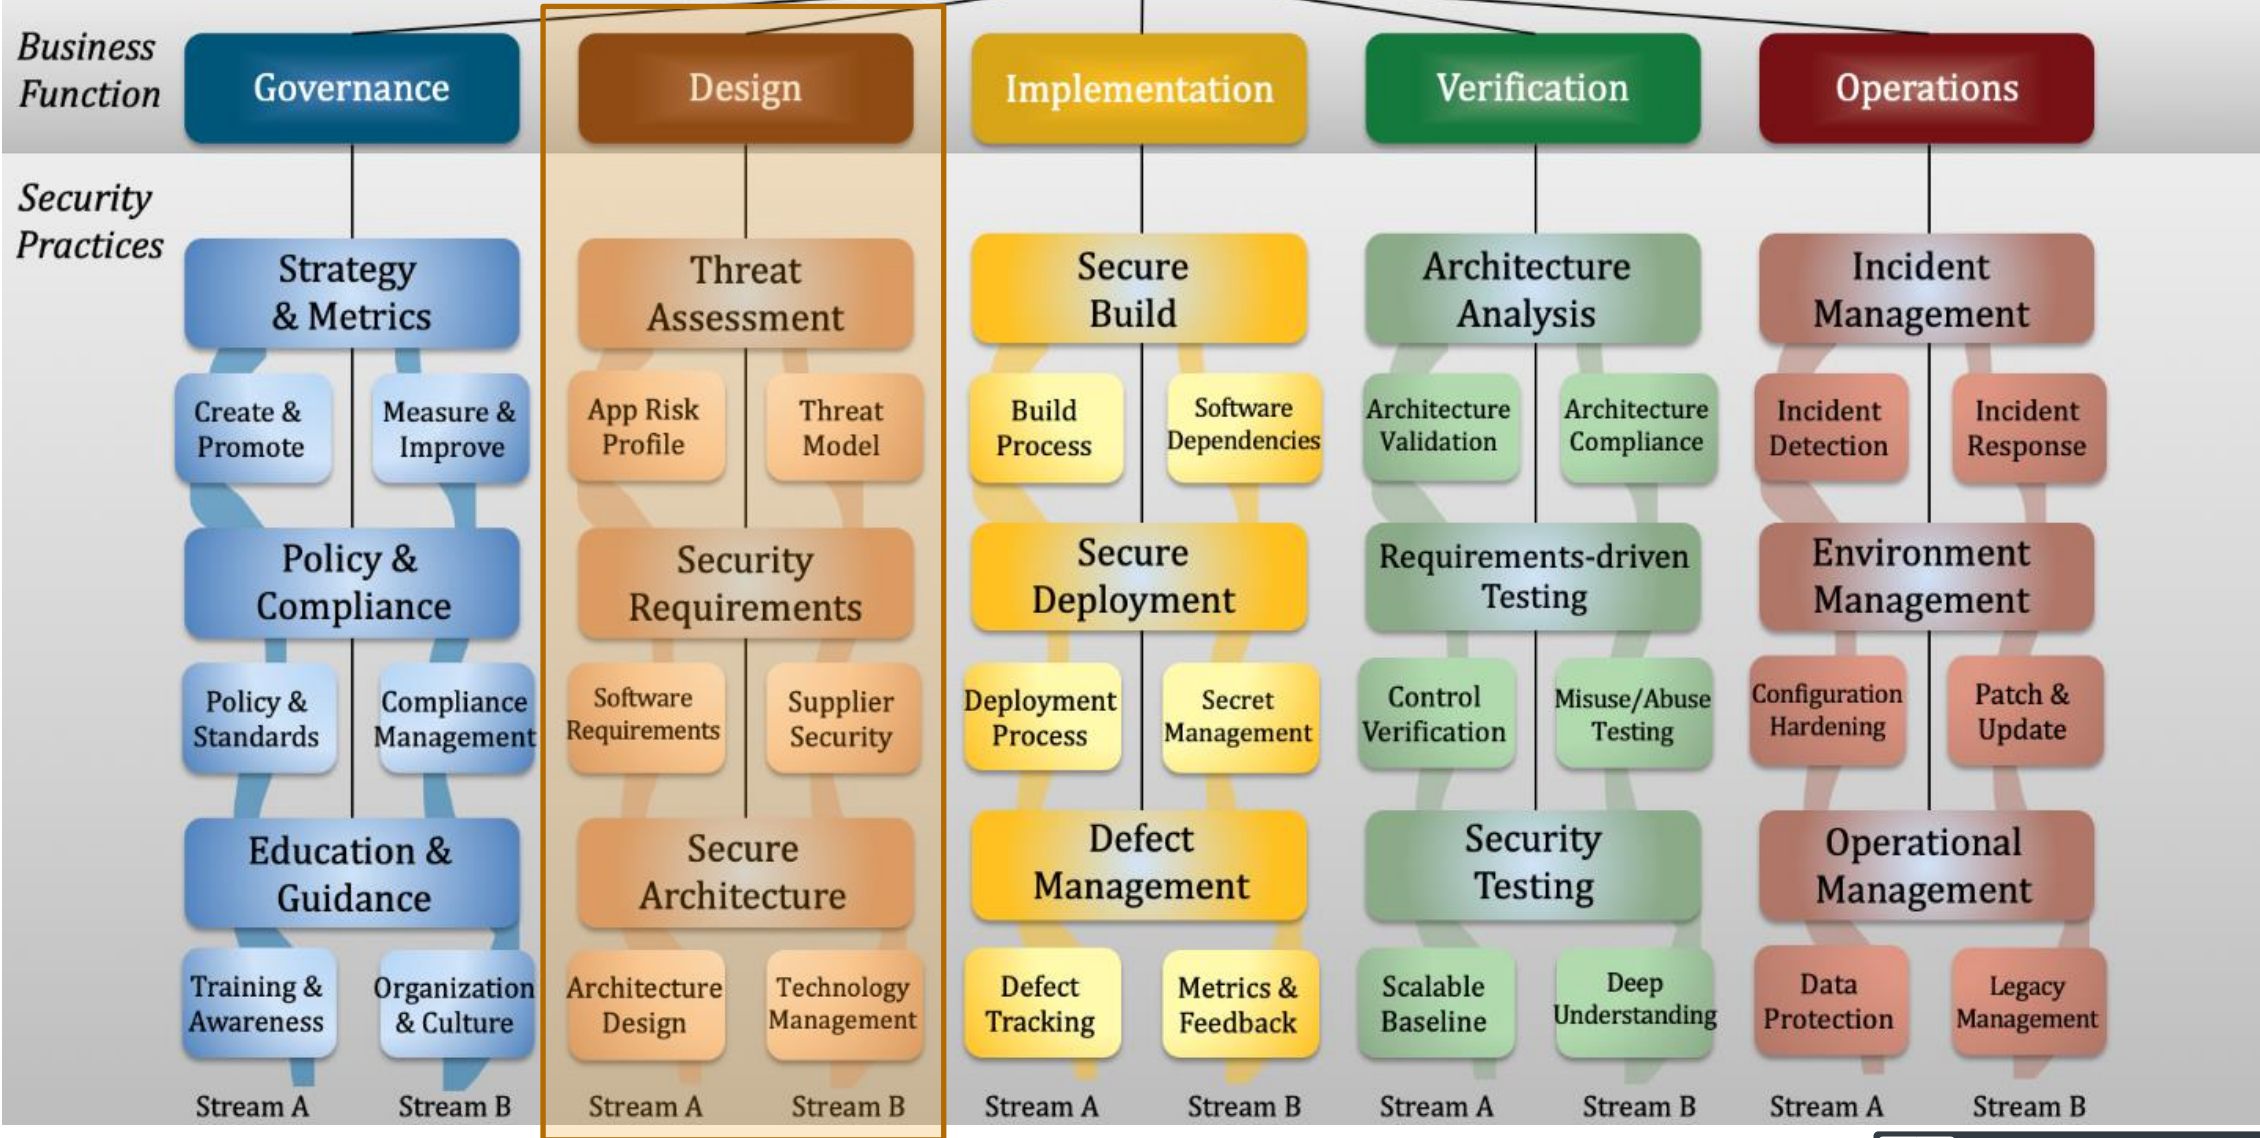 Business
Function
Governance
Design
Implementation
Verification
Operations
Security
Practices
Strategy
& Metrics
Threat
Assessment
Secure
Build
Architecture
Analysis
Incident
Management
Create &
Promote
Measure &
Improve
App Risk
Profile
Threat
Model
Build
Process
Software
Dependencies
Architecture
Validation
Architecture
Compliance
Incident
Detection
Incident
Response
Policy &
Compliance
Security
Requirements
Secure
Deployment
Requirements-driven
Testing
Environment
Management
Policy &
Standards
Compliance
Management
Software
Requirements
Supplier
Security
Deployment
Process
Secret
Management
Control
Verification
Misuse/Abuse
Testing
Configuration
Hardening
Patch &
Update
Education &
Guidance
Secure
Architecture
Defect
Management
Security
Testing
Operational
Management
Training &
Awareness
Organization
& Culture
Architecture
Design
Technology
Management
Defect
Tracking
Metrics &
Feedback
Scalable
Baseline
Deep
Understanding
Data
Protection
Legacy
Management
Stream A
Stream B
Stream A
Stream B
Stream A
Stream B
Stream A
Stream B
Stream A
Stream B